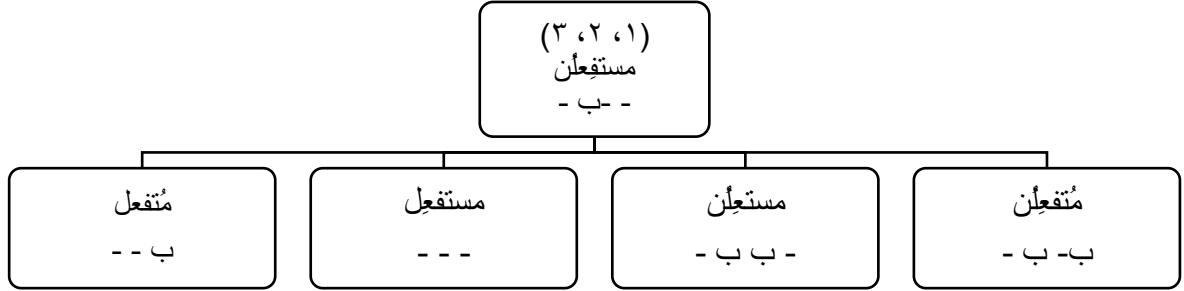 (١، ٢، ٣)
مستفِعلُن
- -ب -
مُتفعِلُن
ب- ب -
مستعِلُن
- ب ب -
مستفعِل
- - -
مُتفعل
ب - -